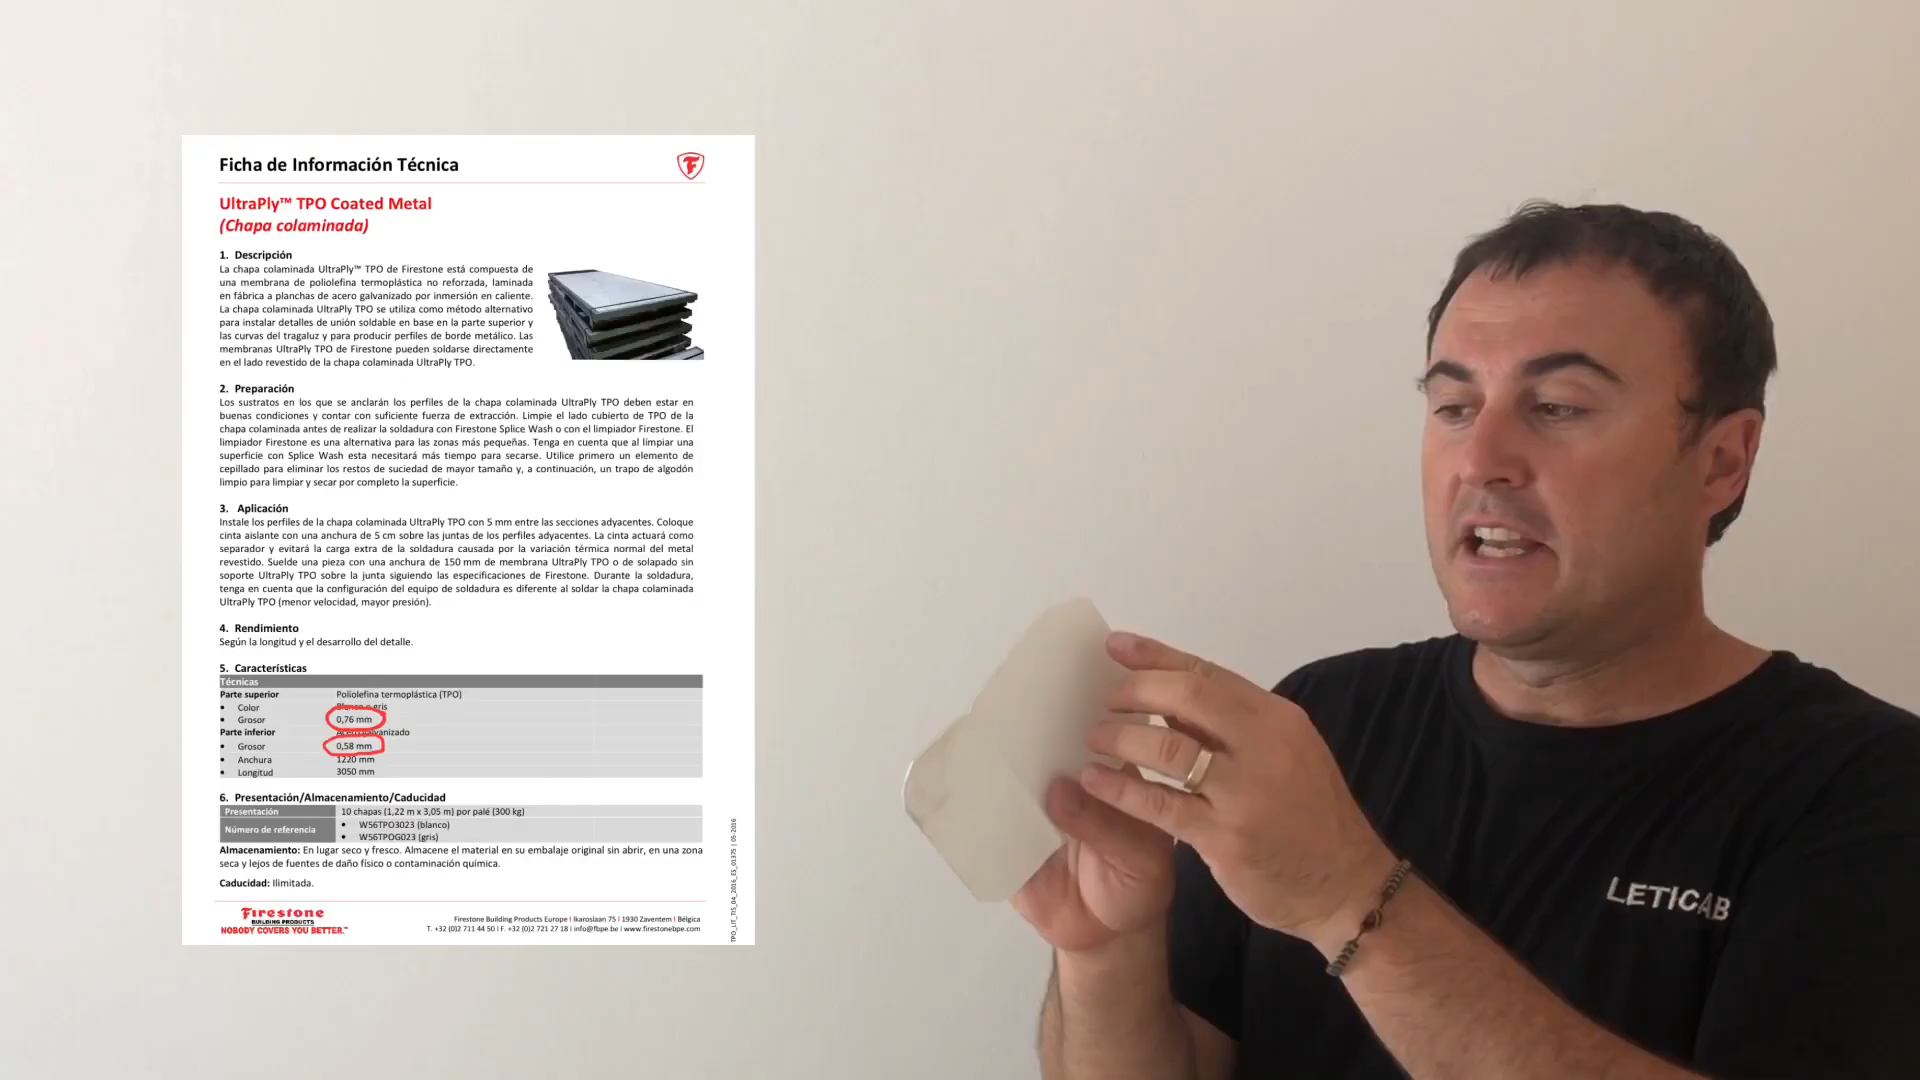 Ficha de Información Técnica
UltraPly™ TPO Coated Metal
(Chapa colaminada)
1. Descripción
La chapa colaminada UltraPly™ TPO de Firestone está compuesta de
una membrana de poliolefina termoplástica no reforzada, laminada
en fábrica a planchas de acero galvanizado por inmersión en caliente.
La chapa colaminada UltraPly TPO se utiliza como método alternativo
para instalar detalles de unión soldable en base en la parte superior y
las curvas del tragaluz y para producir perfiles de borde metálico. Las
membranas UltraPly TPO de Firestone pueden soldarse directamente
en el lado revestido de la chapa colaminada UltraPly TPO.
2. Preparación
Los sustratos en los que se anclarán los perfiles de la chapa colaminada UltraPly TPO deben estar en
buenas condiciones y contar con suficiente fuerza de extracción. Limpie el lado cubierto de TPO de la
chapa colaminada antes de realizar la soldadura con Firestone Splice Wash o con el limpiador Firestone. El
limpiador Firestone es una alternativa para las zonas más pequeñas. Tenga en cuenta que al limpiar una
superficie con Splice Wash esta necesitará más tiempo para secarse. Utilice primero un elemento de
cepillado para eliminar los restos de suciedad de mayor tamaño y, a continuación, un trapo de algodón
limpio para limpiar y secar por completo la superficie.
3. Aplicación
Instale los perfiles de la chapa colaminada UltraPly TPO con 5 mm entre las secciones adyacentes. Coloque
cinta aislante con una anchura de 5 cm sobre las juntas de los perfiles adyacentes. La cinta actuará como
separador y evitará la carga extra de la soldadura causada por la variación térmica normal del metal
revestido. Suelde una pieza con una anchura de 150 mm de membrana UltraPly TPO o de solapado sin
soporte UltraPly TPO sobre la junta siguiendo las especificaciones de Firestone. Durante la soldadura,
tenga en cuenta que la configuración del equipo de soldadura es diferente al soldar la chapa colaminada
UltraPly TPO (menor velocidad, mayor presión).
4. Rendimiento
Según la longitud y el desarrollo del detalle.
5. Características
Técnicas
Parte superior Poliolefina termoplástica (TPO)
• Color Blanco o gris
• Grosor 0,76 mm
Parte inferior Acero galvanizado
• Grosor 0,58 mm
• Anchura 1220 mm
• Longitud 3050 mm
6. Presentación/Almacenamiento/Caducidad
Presentación 10 chapas (1,22 m x 3,05 m) por palé (300 kg)
Número de referencia • W56TPO3023 (blanco)
• W56TPOG023 (gris)
Almacenamiento: En lugar seco y fresco. Almacene el material en su embalaje original sin abrir, en una zona
seca y lejos de fuentes de daño físico o contaminación química.
Caducidad: Ilimitada.
Firestone
BUILDING PRODUCTS
NOBODY COVERS YOU BETTER.™
Firestone Building Products Europe I Ikaroslaan 75 I 1930 Zaventem I Bélgica
T. +32 (0)2 711 44 50 I F. +32 (0)2 721 27 18 I info@fbpe.be I www.firestonebpe.com
TPO_LIT_TIS_04_2016_ES_01375 | 05-2016
LETICAB